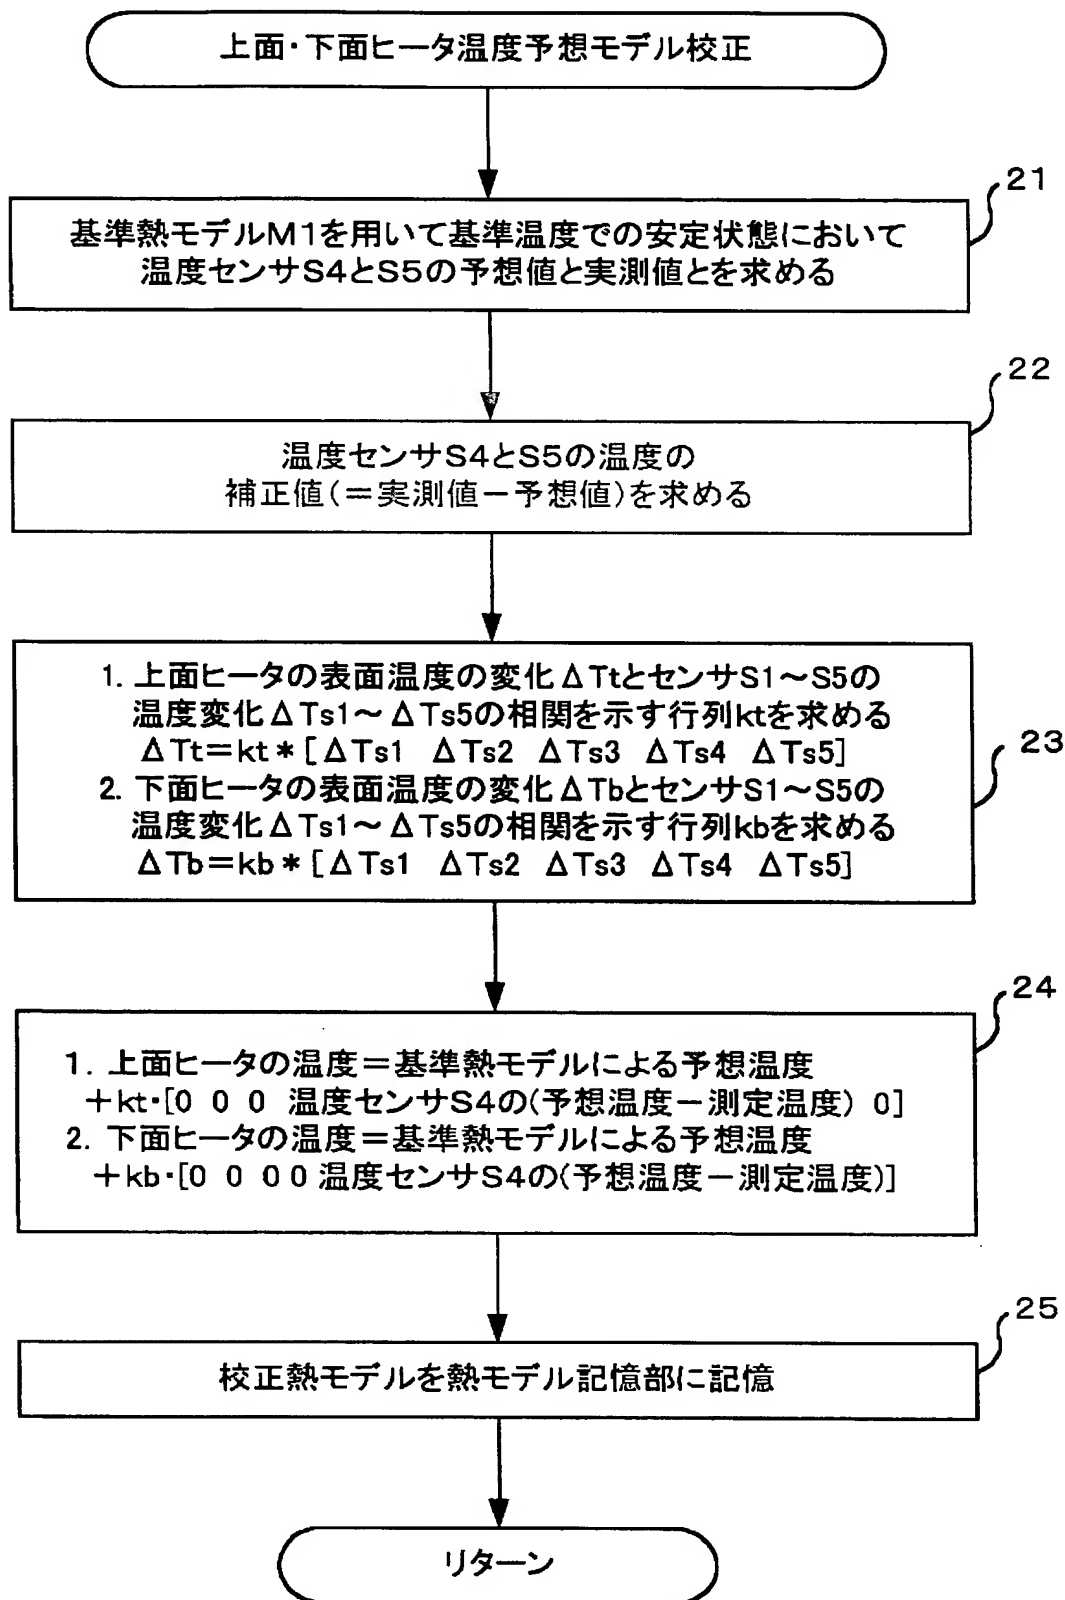 上面・下面ヒータ温度予想モデル校正
21
基準熱モデルM1を用いて基準温度での安定状態において
温度センサS4とS5の予想値と実測値とを求める
22
温度センサS4とS5の温度の
補正値(＝実測値－予想値)を求める
23
1. 上面ヒータの表面温度の変化ΔTtとセンサS1～S5の
温度変化ΔTs1～ΔTs5の相関を示す行列ktを求める
ΔTt＝kt＊[ΔTs1 ΔTs2 ΔTs3 ΔTs4 ΔTs5]
2. 下面ヒータの表面温度の変化ΔTbとセンサS1～S5の
温度変化ΔTs1～ΔTs5の相関を示す行列kbを求める
ΔTb＝kb＊[ΔTs1 ΔTs2 ΔTs3 ΔTs4 ΔTs5]
24
1. 上面ヒータの温度＝基準熱モデルによる予想温度
＋kt・[0 0 0 温度センサS4の(予想温度－測定温度) 0]
2. 下面ヒータの温度＝基準熱モデルによる予想温度
＋kb・[0 0 0 0 温度センサS4の(予想温度－測定温度)]
25
校正熱モデルを熱モデル記憶部に記憶
リターン